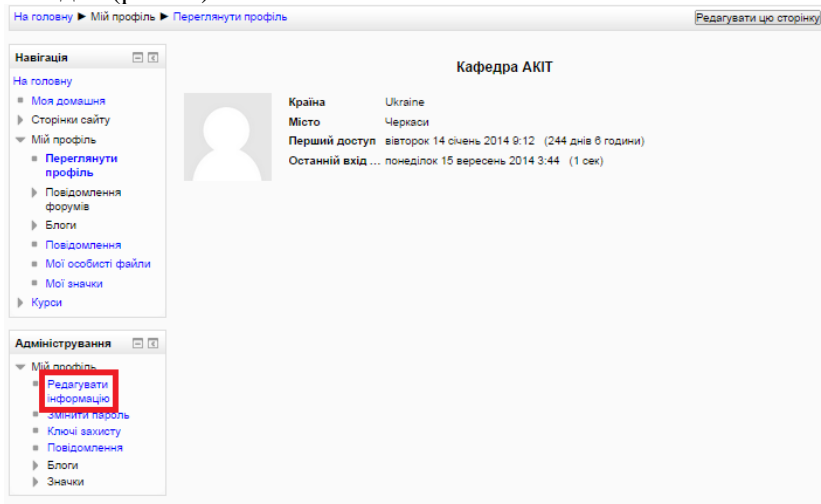 На головну ► Мій профіль ► Переглянути профіль
Редагувати цю сторінку
Навігація
На головну
Моя домашня
Сторінки сайту
Мій профіль
Переглянути
профіль
Повідомлення
форумів
Блоги
Повідомлення
Мої особисті файли
Мої значки
Курси
Кафедра АКІТ
Країна Ukraine
Місто Черкаси
Перший доступ вівторок 14 січень 2014 9:12 (244 днів 6 години)
Останній вхід ... понеділок 15 вересень 2014 3:44 (1 сек)
Адміністрування
Мій профіль
Редагувати
інформацію
Змінити пароль
Ключі захисту
Повідомлення
Блоги
Значки